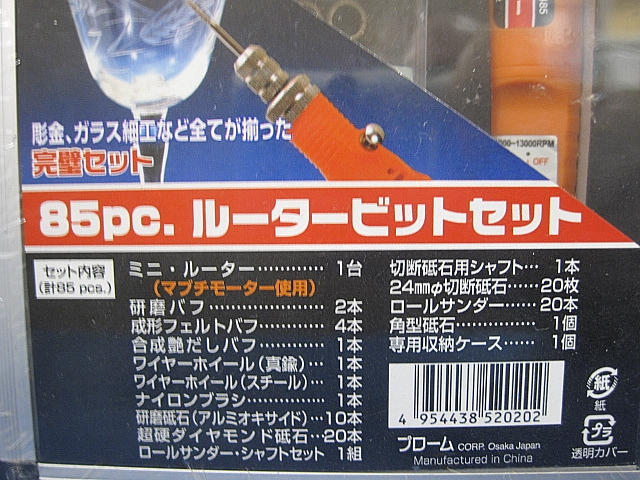 彫金、ガラス細工など全てが揃った
完璧セット
000-13000RPM
OFF
85pc. ルータービットセット
セット内容
(計85 pcs.)
ミニ・ルーター………… 1台
(マブチモーター使用)
研磨バフ………………… 2本
成形フェルトバフ……… 4本
合成艶だしバフ………… 1本
ワイヤーホイール(真鍮)… 1本
ワイヤーホイール(スチール)… 1本
ナイロンブラシ………… 1本
研磨砥石(アルミオキサイド)…10本
超硬ダイヤモンド砥石…20本
ロールサンダー・シャフトセット 1組
切断砥石用シャフト… 1本
24mmφ切断砥石……20枚
ロールサンダー……20本
角型砥石……………… 1個
専用収納ケース…… 1個
4 954438 520202
プローム CORP. Osaka Japan
Manufactured in China
紙
紙
プラ
透明カバー